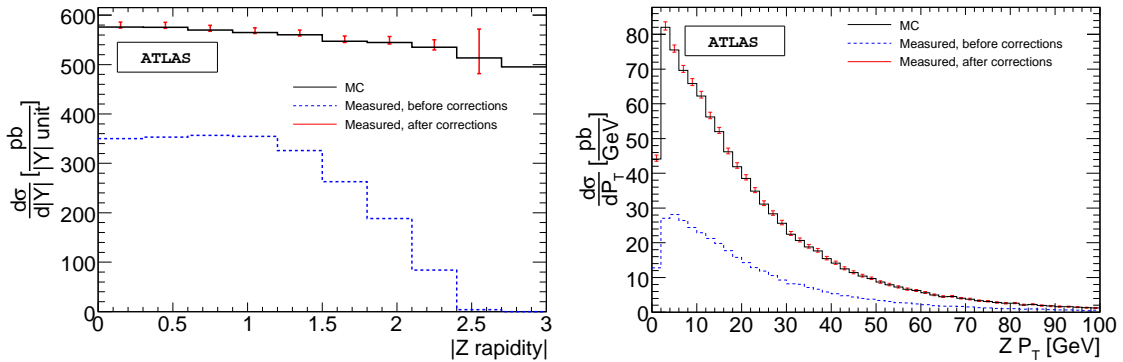 dσ/d|Y| [pb/|Y| unit]
600
500
400
300
200
100
0
ATLAS
MC
Measured, before corrections
Measured, after corrections
0 0.5 1 1.5 2 2.5 3
|Z rapidity|
dσ/dP_T [pb/GeV]
80
70
60
50
40
30
20
10
0
ATLAS
MC
Measured, before corrections
Measured, after corrections
0 10 20 30 40 50 60 70 80 90 100
Z P_T [GeV]